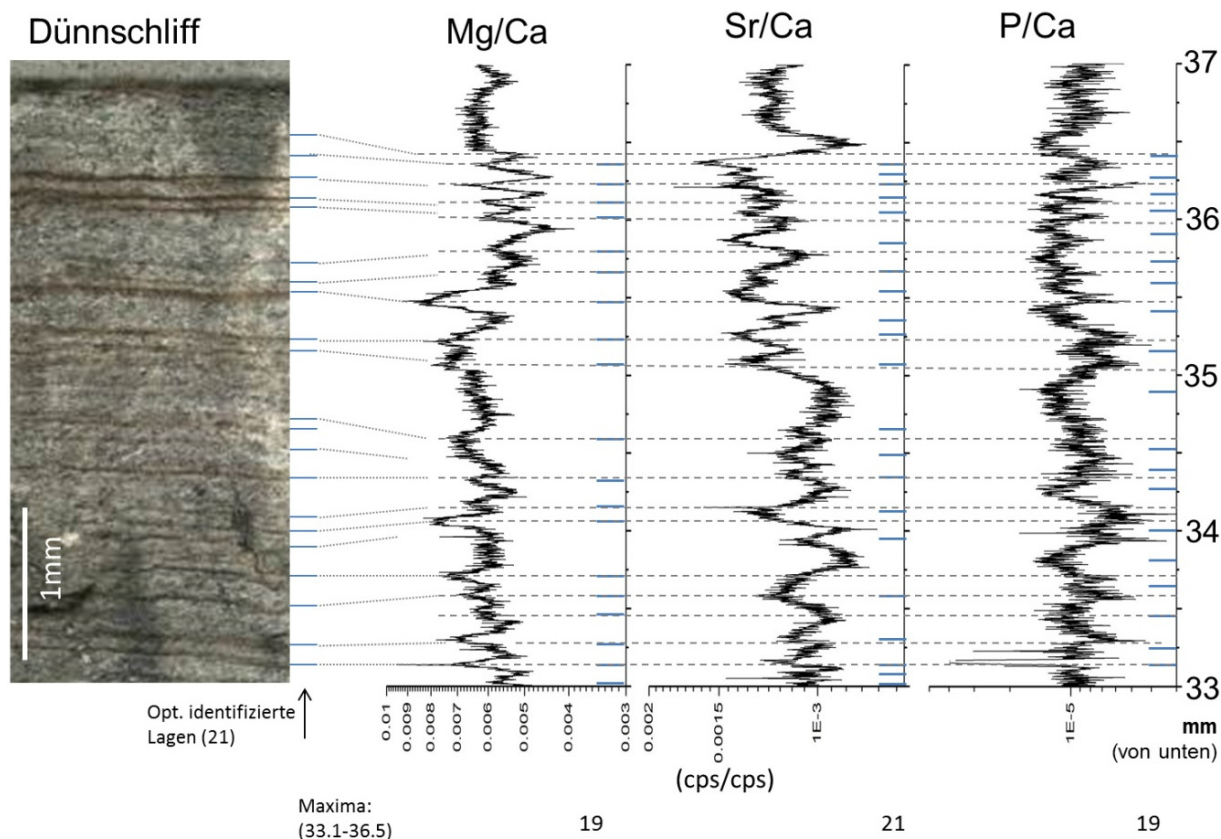 Dünnschliff
Mg/Ca
Sr/Ca
P/Ca
37
36
35
34
33
mm
(von unten)
1mm
Opt. identifizierte
Lagen (21)
0.01
0.009
0.008
0.007
0.006
0.005
0.004
0.003
0.002
0.0015
1E-3
1E-5
(cps/cps)
Maxima:
(33.1-36.5)
19
21
19